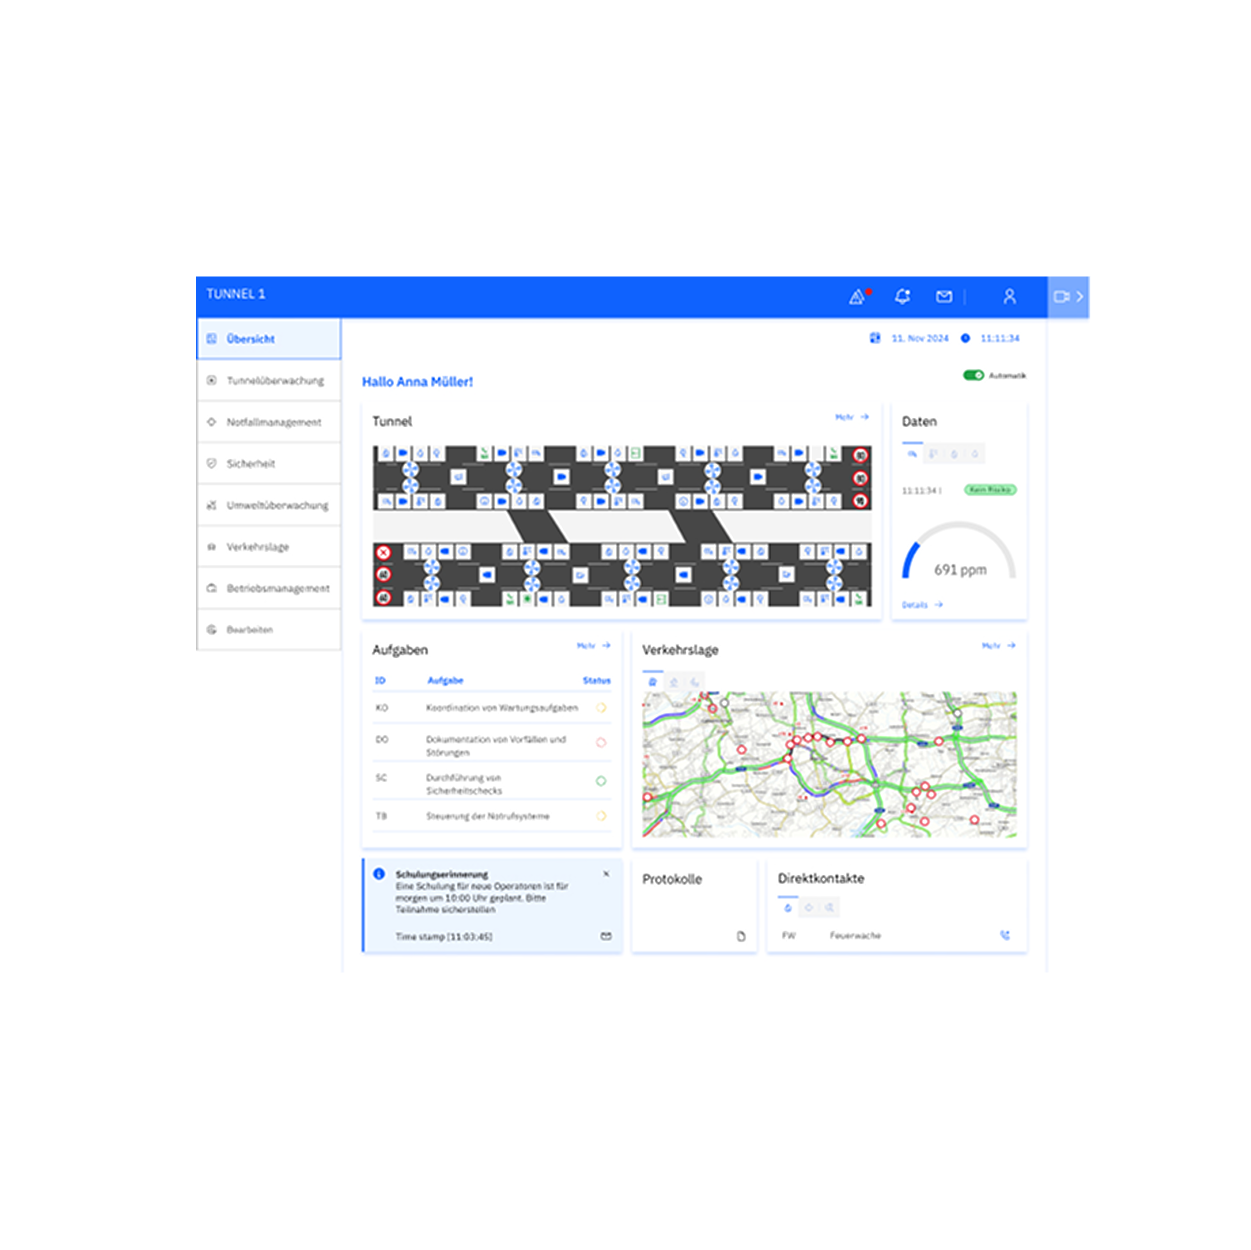 TUNNEL 1
11. Nov 2024
11:11:34
Übersicht
Tunnelüberwachung
Notfallmanagement
Sicherheit
Umweltüberwachung
Verkehrslage
Betriebsmanagement
Bearbeiten
Hallo Anna Müller!
Automatik
Tunnel
Mehr
Daten
11:11:34 |
Kein Risiko
691 ppm
Details
Aufgaben
Mehr
ID Aufgabe Status
KO Koordination von Wartungsaufgaben
DO Dokumentation von Vorfällen und
Störungen
SC Durchführung von
Sicherheitschecks
TB Steuerung der Notrufsysteme
Verkehrslage
Mehr
Schulungserinnerung
Eine Schulung für neue Operatoren ist für
morgen um 10:00 Uhr geplant. Bitte
Teilnahme sicherstellen
Time stamp [11:03:45]
Protokolle
Direktkontakte
FW Feuerwache